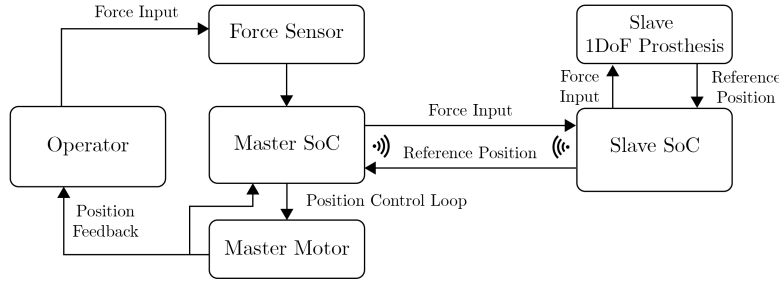 Force Input
Force Sensor
Slave
1DoF Prosthesis
Force
Input
Reference
Position
Operator
Master SoC
Force Input
Reference Position
Slave SoC
Position
Feedback
Position Control Loop
Master Motor